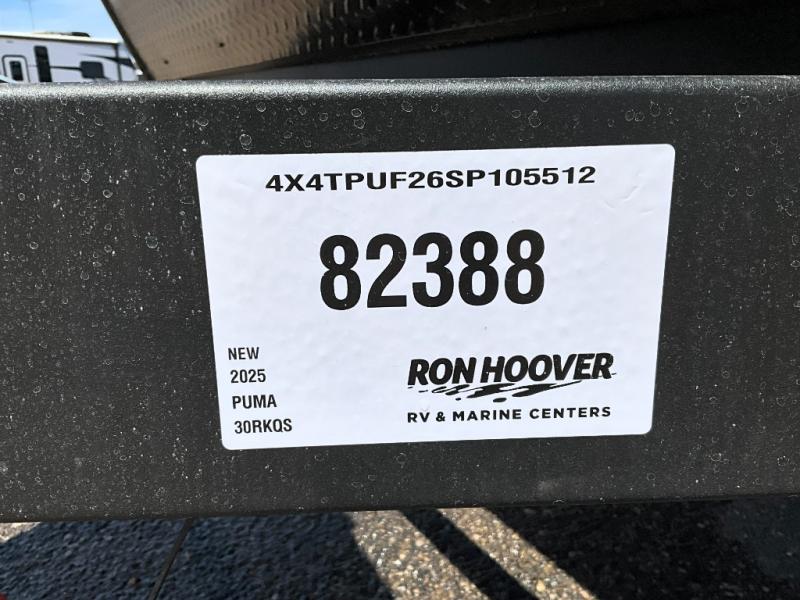 4X4TPUF26SP105512
82388
NEW
2025
PUMA
30RKQS
RON HOOVER
RV & MARINE CENTERS